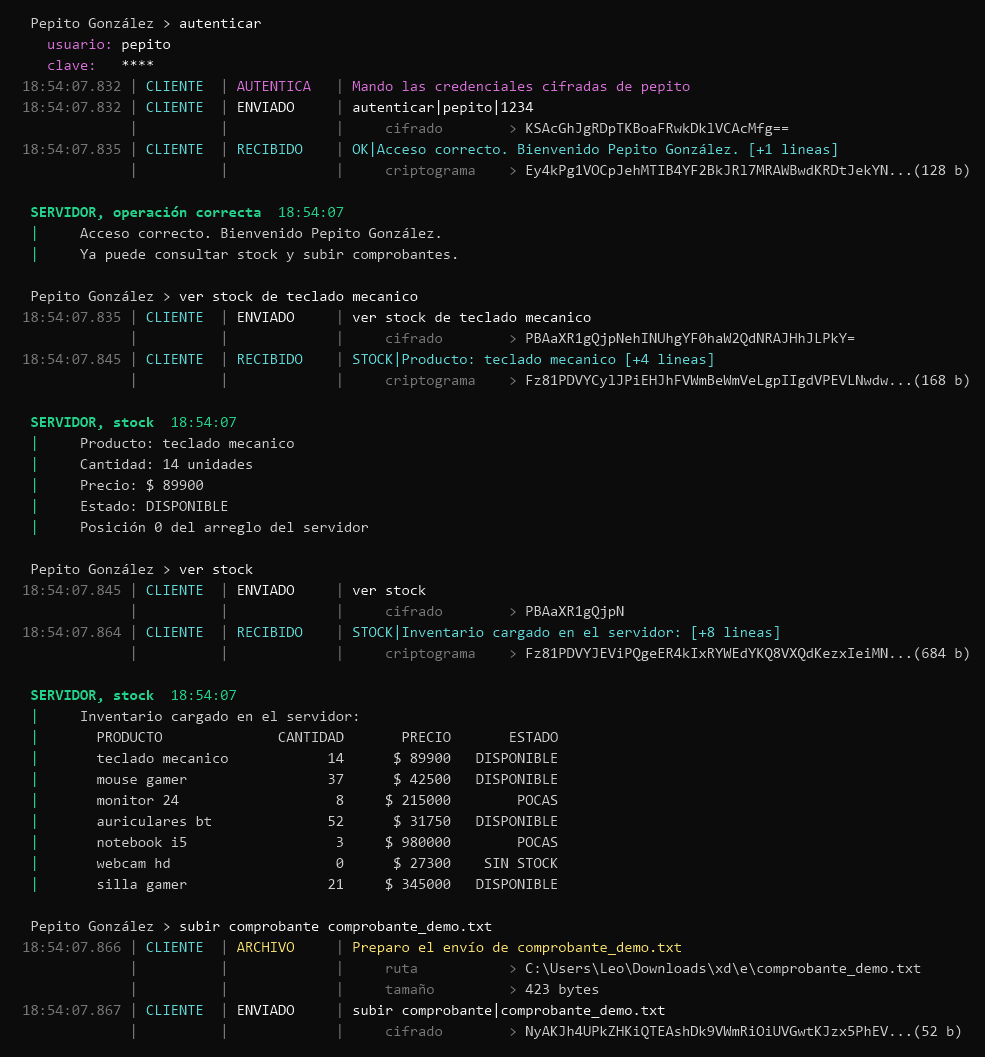 Pepito González > autenticar
usuario: pepito
clave: ****
18:54:07.832 | CLIENTE | AUTENTICA | Mando las credenciales cifradas de pepito
18:54:07.832 | CLIENTE | ENVIADO | autenticar|pepito|1234
| | | cifrado > KSAcGhJgRDpTKBoaFRwkDklVCAcMfg==
18:54:07.835 | CLIENTE | RECIBIDO | OK|Acceso correcto. Bienvenido Pepito González. [+1 lineas]
| | | criptograma > Ey4kPg1VOCpJehMTIB4YF2BkJRl7MRAWBwdKRDtJekYN...(128 b)
SERVIDOR, operación correcta 18:54:07
| Acceso correcto. Bienvenido Pepito González.
| Ya puede consultar stock y subir comprobantes.
Pepito González > ver stock de teclado mecanico
18:54:07.835 | CLIENTE | ENVIADO | ver stock de teclado mecanico
| | | cifrado > PBAaXR1gQjpNehINUhgYF0haW2QdNRAJHhJLPkY=
18:54:07.845 | CLIENTE | RECIBIDO | STOCK|Producto: teclado mecanico [+4 lineas]
| | | criptograma > Fz81PDVYCylJPiEHJhFVWmBeWmVeLgpIIgdVPEVLNwdw...(168 b)
SERVIDOR, stock 18:54:07
| Producto: teclado mecanico
| Cantidad: 14 unidades
| Precio: $ 89900
| Estado: DISPONIBLE
| Posición 0 del arreglo del servidor
Pepito González > ver stock
18:54:07.845 | CLIENTE | ENVIADO | ver stock
| | | cifrado > PBAaXR1gQjpN
18:54:07.864 | CLIENTE | RECIBIDO | STOCK|Inventario cargado en el servidor: [+8 lineas]
| | | criptograma > Fz81PDVYJEViPQgeER4kIxRYWEdYKQ8VXQdKezxIeiMN...(684 b)
SERVIDOR, stock 18:54:07
| Inventario cargado en el servidor:
| PRODUCTO CANTIDAD PRECIO ESTADO
| teclado mecanico 14 $ 89900 DISPONIBLE
| mouse gamer 37 $ 42500 DISPONIBLE
| monitor 24 8 $ 215000 POCAS
| auriculares bt 52 $ 31750 DISPONIBLE
| notebook i5 3 $ 980000 POCAS
| webcam hd 0 $ 27300 SIN STOCK
| silla gamer 21 $ 345000 DISPONIBLE
Pepito González > subir comprobante comprobante_demo.txt
18:54:07.866 | CLIENTE | ARCHIVO | Preparo el envío de comprobante_demo.txt
| | | ruta > C:\Users\Leo\Downloads\xd\e\comprobante_demo.txt
| | | tamaño > 423 bytes
18:54:07.867 | CLIENTE | ENVIADO | subir comprobante|comprobante_demo.txt
| | | cifrado > NyAKJh4UPkZHKiQTEAshDk9VWmRiOiUVGwtKJzx5PhEV...(52 b)